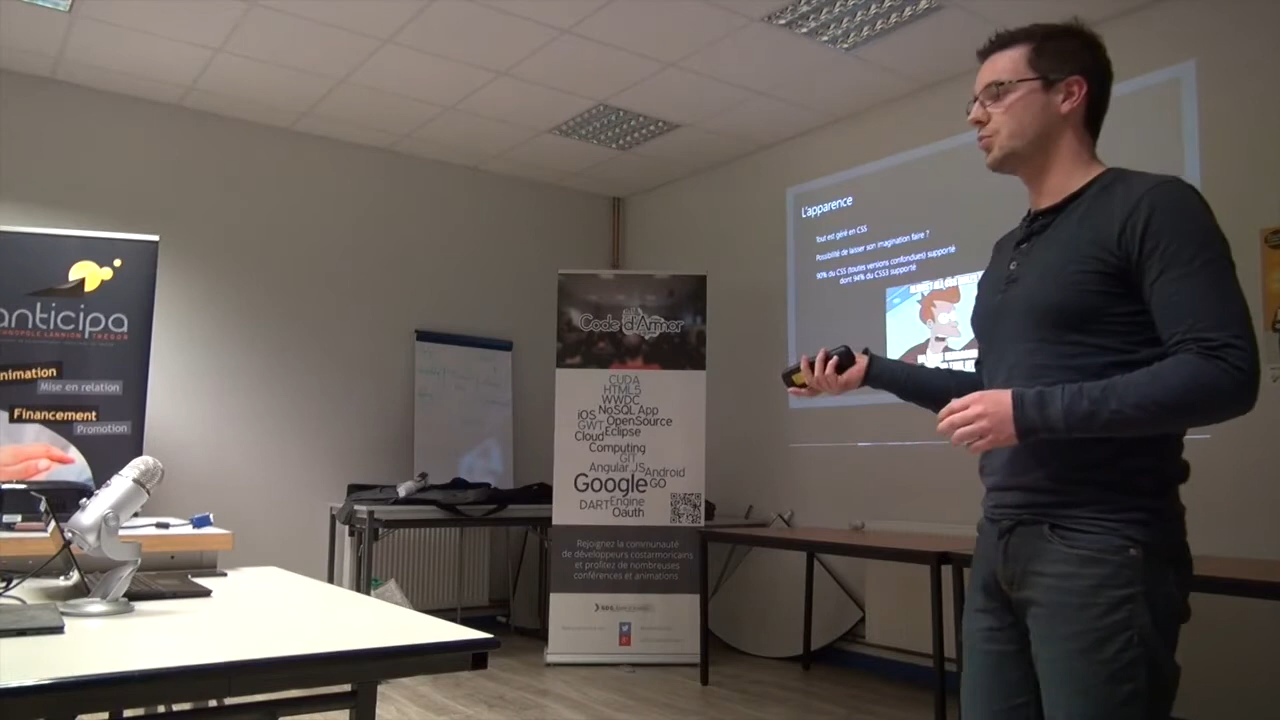 anticipa
TECHNOPOLE LANNION TRÉGOR
Animation
Mise en relation
Financement
Promotion
Code d'Armor
CUDA
HTML5
WWDC
NoSQL App
iOS
OpenSource
GWT
Eclipse
Cloud
Computing
GIT
Angular JS
Android
Google
GO
DART
Engine
Oauth
Rejoignez la communauté
de développeurs costarmoricains
et profitez de nombreuses
conférences et animations
L'apparence
Tout est géré en CSS
Possibilité de laisser son imagination faire ?
90% du CSS (toutes versions confondues) supporté
dont 94% du CSS3 supporté